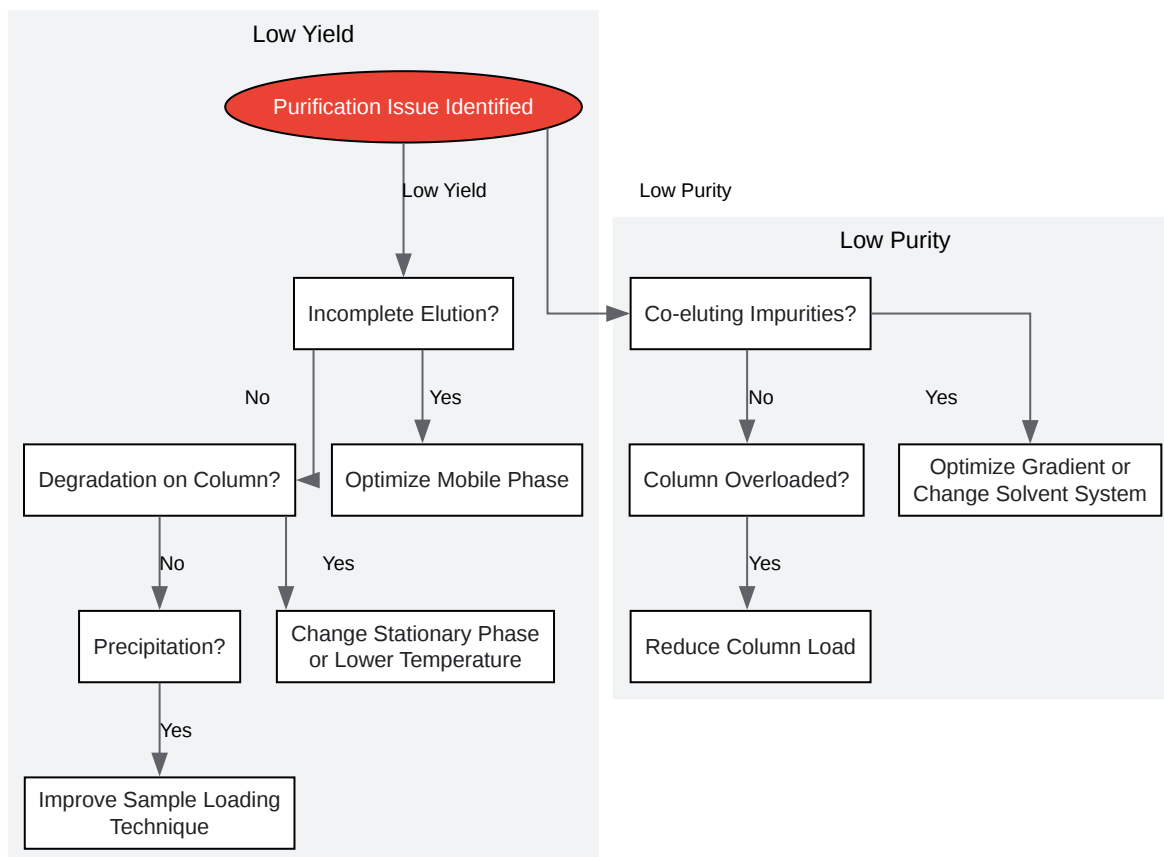 Low Yield
Purification Issue Identified
Low Yield
Low Purity
Low Purity
Incomplete Elution?
Co-eluting Impurities?
No
Yes
No
Yes
Degradation on Column?
Optimize Mobile Phase
Column Overloaded?
Optimize Gradient or
Change Solvent System
No
Yes
Yes
Precipitation?
Change Stationary Phase
or Lower Temperature
Reduce Column Load
Yes
Improve Sample Loading
Technique